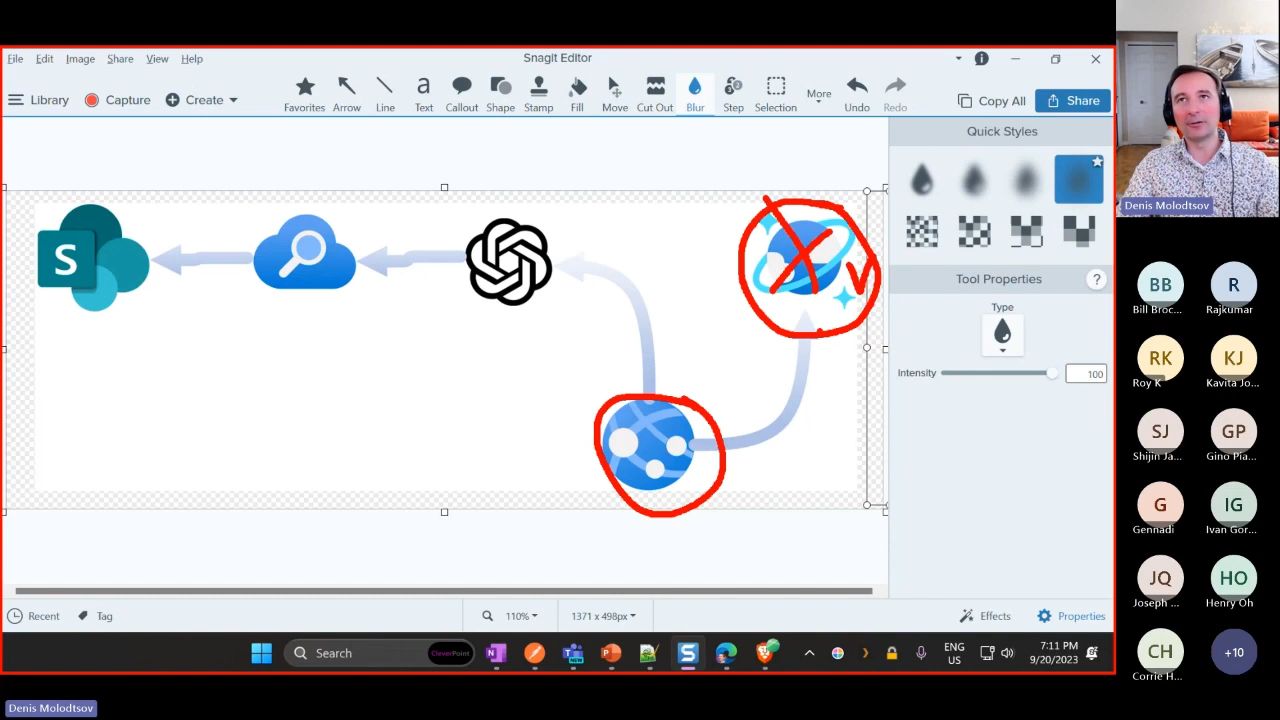 Snagit Editor
File Edit Image Share View Help
Library Capture Create
Favorites Arrow Line Text Callout Shape Stamp Fill Move Cut Out Blur Step Selection More Undo Redo
Copy All Share
Quick Styles
Tool Properties ?
Type
Intensity 100
S
a
Recent Tag
110% 1371 x 498px
Effects Properties
Search CleverPoint
ENG
US
7:11 PM
9/20/2023
Denis Molodtsov
BB R
Bill Broc... Rajkumar
RK KJ
Roy K Kavita Jo...
SJ GP
Shijin Ja... Gino Pia...
G IG
Gennadi Ivan Gor...
JQ HO
Joseph ... Henry Oh
CH +10
Corrie H...
Denis Molodtsov